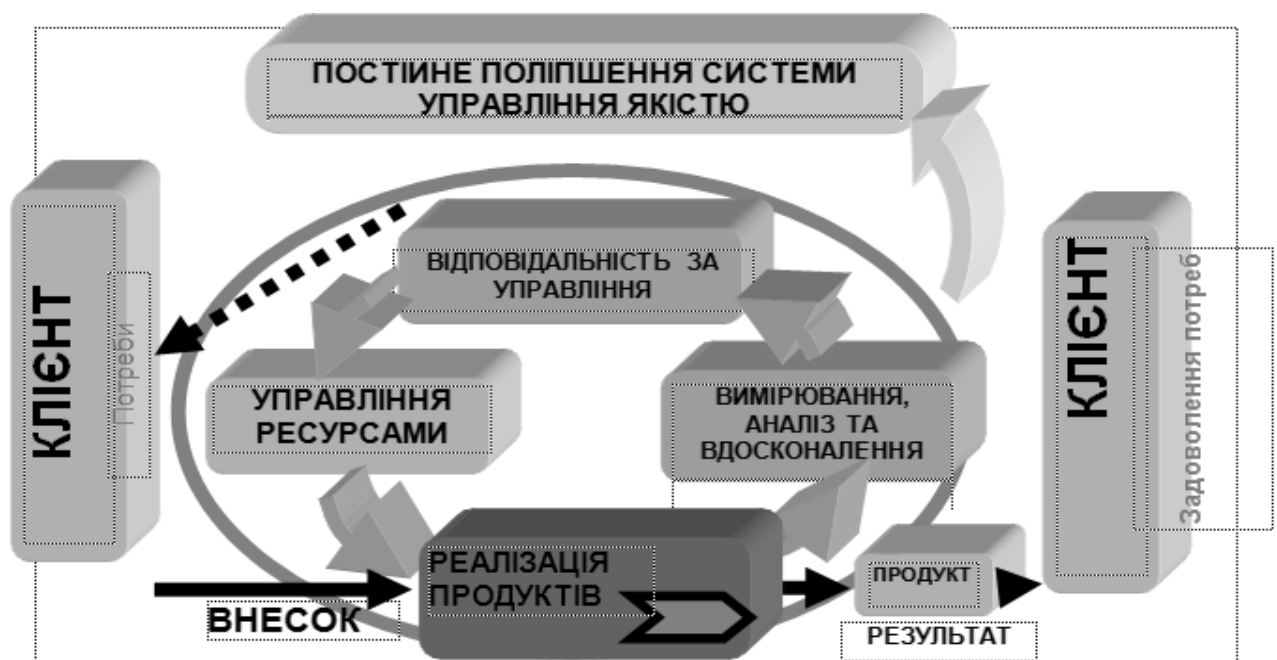 ПОСТІЙНЕ ПОЛІПШЕННЯ СИСТЕМИ
УПРАВЛІННЯ ЯКІСТЮ
КЛІЄНТ
Потреби
ВІДПОВІДАЛЬНІСТЬ ЗА
УПРАВЛІННЯ
УПРАВЛІННЯ
РЕСУРСАМИ
ВИМІРЮВАННЯ,
АНАЛІЗ ТА
ВДОСКОНАЛЕННЯ
КЛІЄНТ
Задоволення потреб
РЕАЛІЗАЦІЯ
ПРОДУКТІВ
ВНЕСОК
ПРОДУКТ
РЕЗУЛЬТАТ